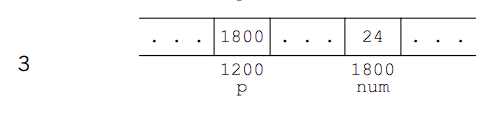 . . . 1800 . . . 24 . . .
3
1200 1800
p num